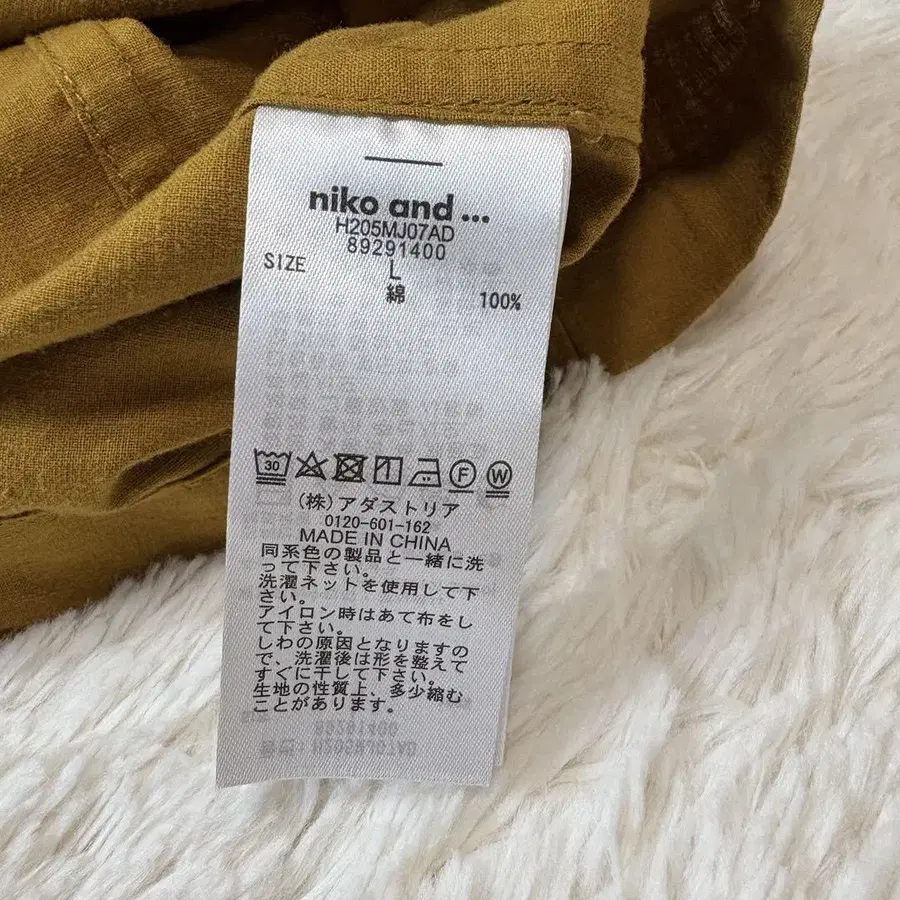 niko and ...
H205MJ07AD
89291400
SIZE L
綿 100%
30 F W
(株)アダストリア
0120-601-162
MADE IN CHINA
同系色の製品と一緒に洗
って下さい。
洗濯ネットを使用して下
さい。
アイロン時はあて布をし
て下さい。
しわの原因となりますの
で、洗濯後は形を整えて
すぐに干して下さい。
生地の性質上、多少縮む
ことがあります。